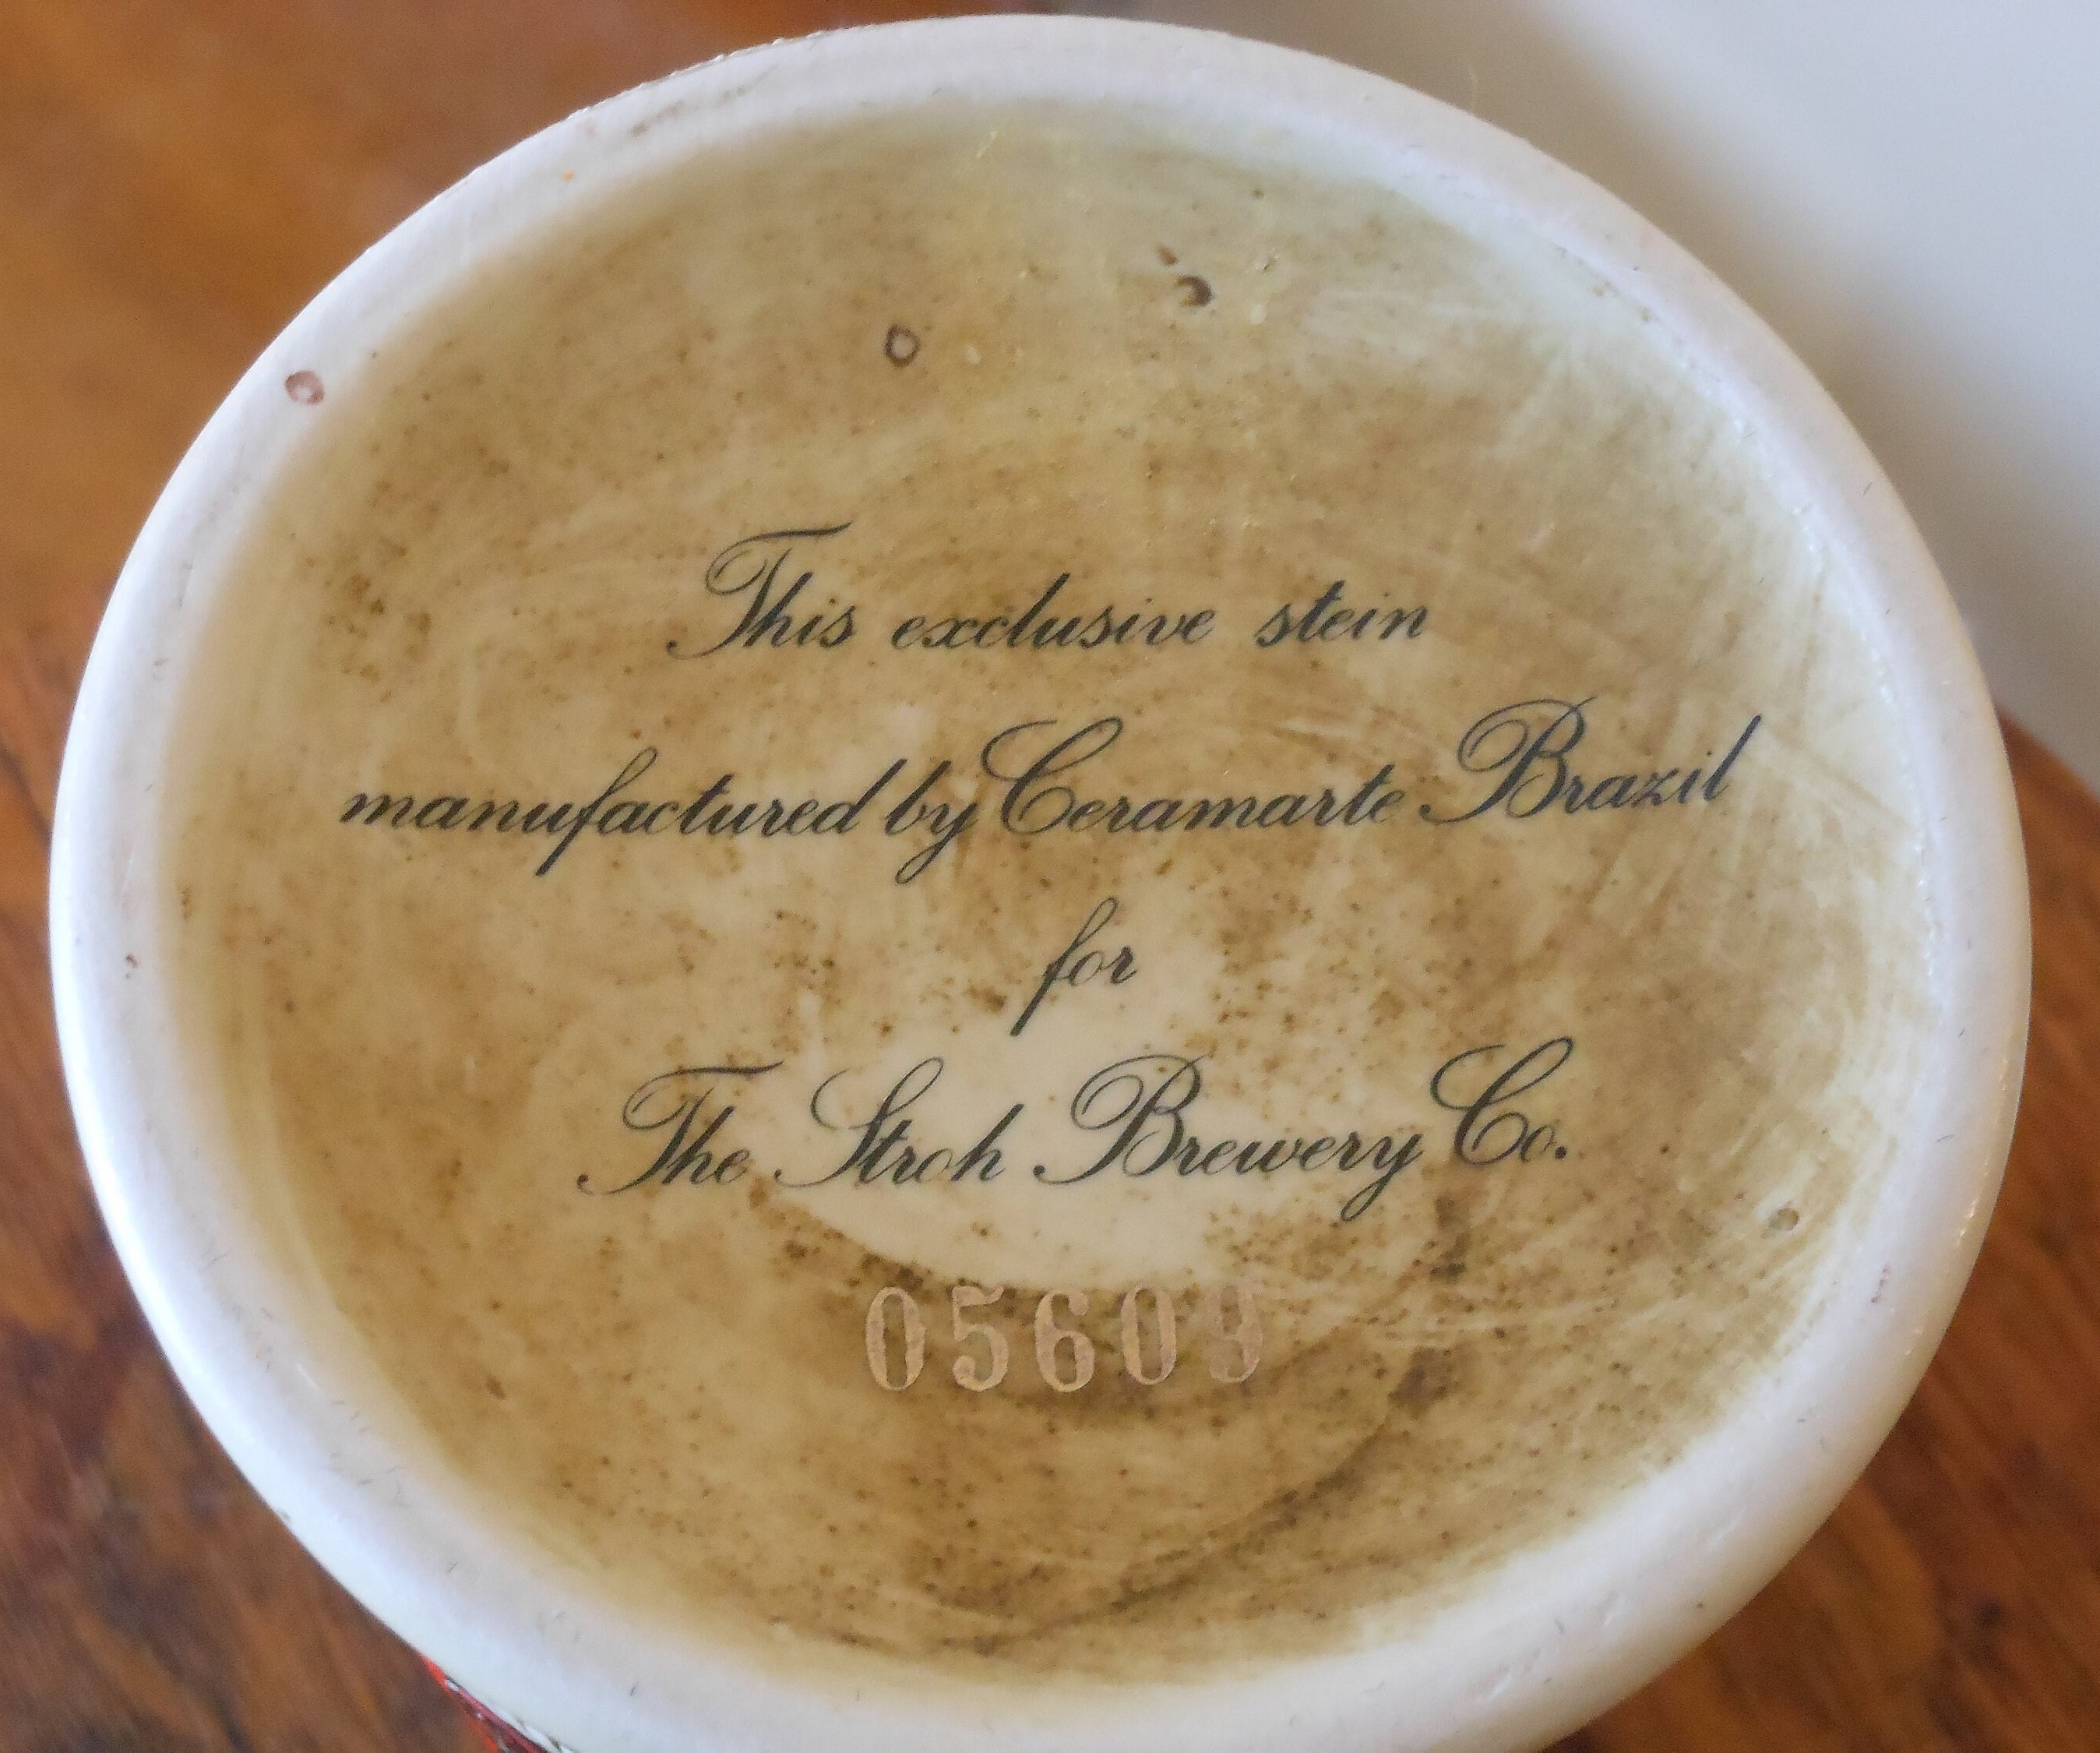 This exclusive stein
manufactured by Ceramarte Brazil
for
The Stroh Brewery Co.
05609